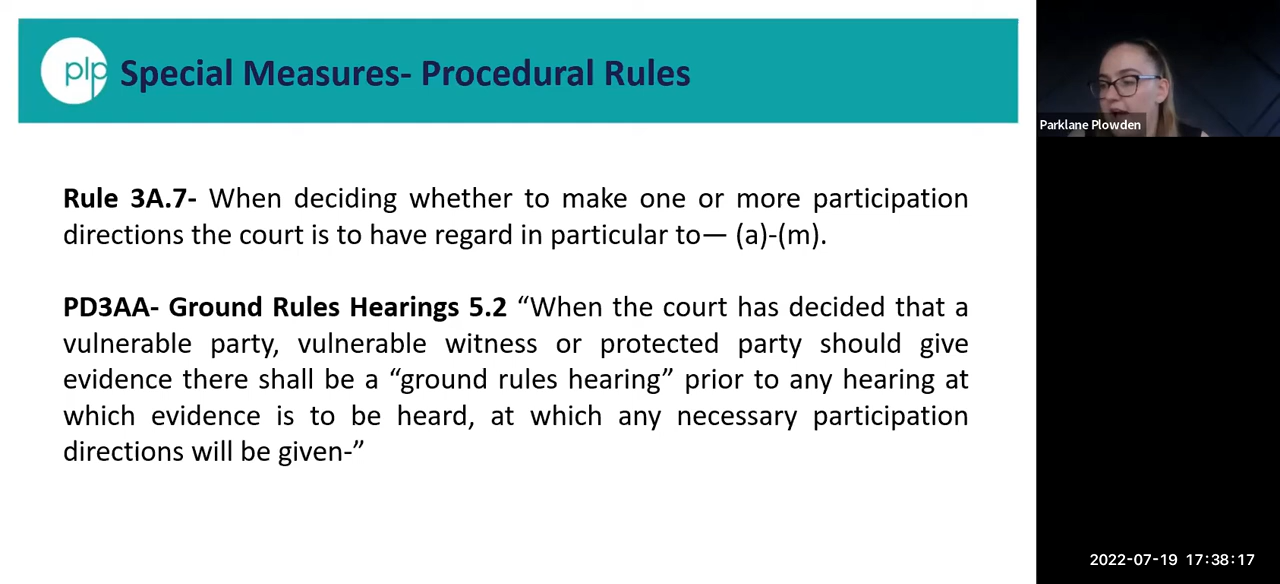 plp
Special Measures- Procedural Rules
Parklane Plowden
Rule 3A.7- When deciding whether to make one or more participation
directions the court is to have regard in particular to— (a)-(m).
PD3AA- Ground Rules Hearings 5.2 “When the court has decided that a
vulnerable party, vulnerable witness or protected party should give
evidence there shall be a “ground rules hearing” prior to any hearing at
which evidence is to be heard, at which any necessary participation
directions will be given-”
2022-07-19 17:38:17